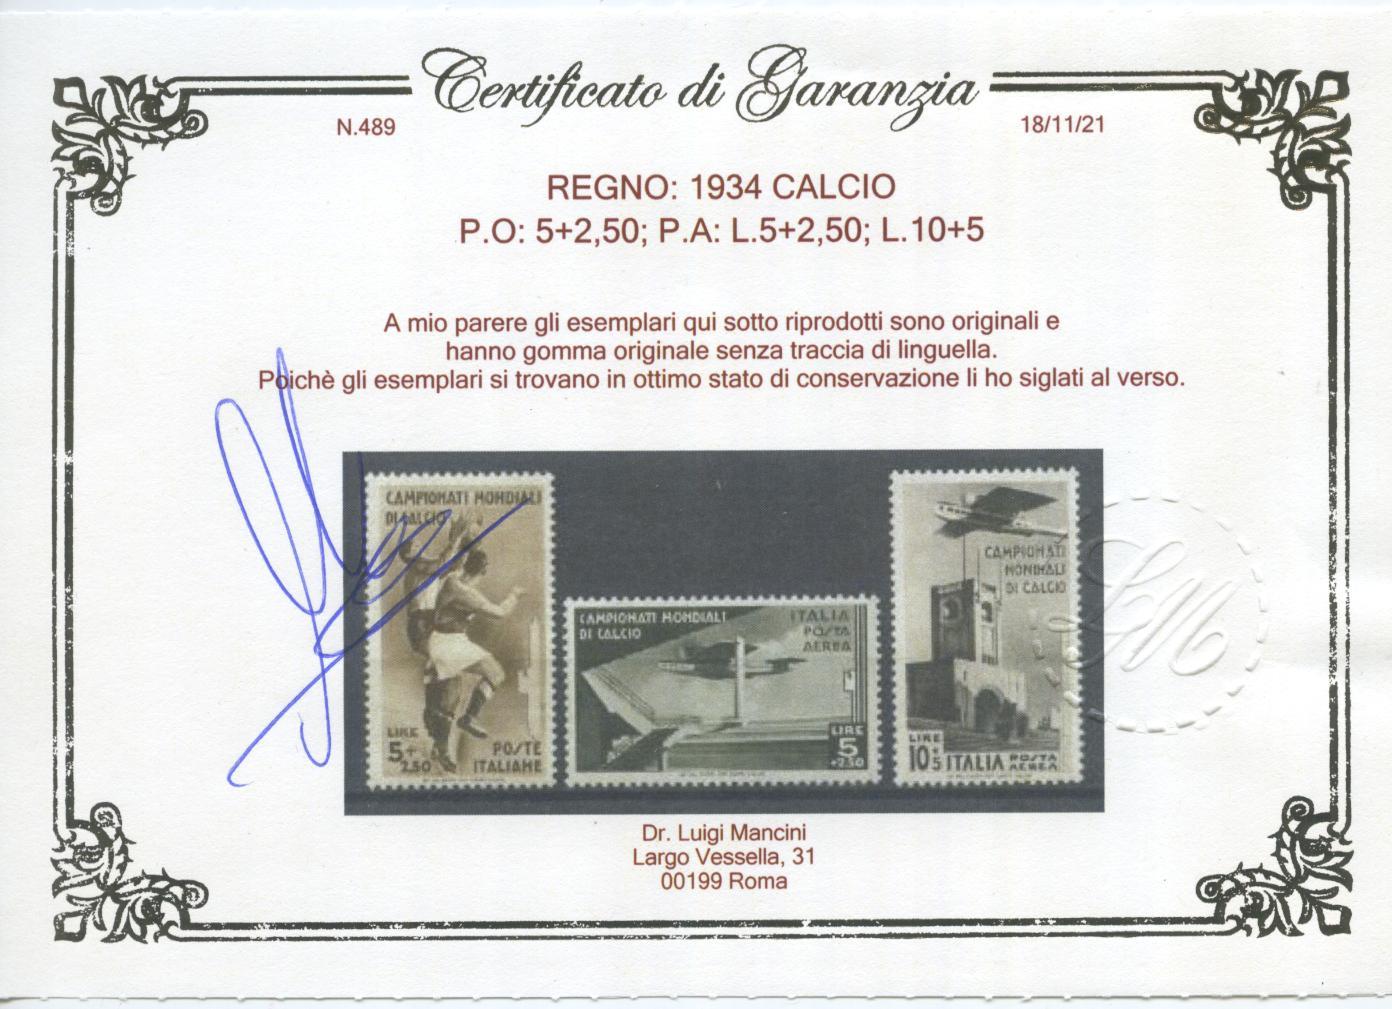 Certificato di Garanzia
N.489
18/11/21
REGNO: 1934 CALCIO
P.O: 5+2,50; P.A: L.5+2,50; L.10+5
A mio parere gli esemplari qui sotto riprodotti sono originali e
hanno gomma originale senza traccia di linguella.
Poichè gli esemplari si trovano in ottimo stato di conservazione li ho siglati al verso.
CAMPIONATI MONDIALI
DI CALCIO
LIRE
5+
2,50
POSTE
ITALIANE
CAMPIONATI MONDIALI
DI CALCIO
ITALIA
POSTA
AEREA
LIRE
5
+2,50
CAMPIONATI
MONDIALI
DI CALCIO
LIRE
10+5 ITALIA POSTA
AEREA
LM
Dr. Luigi Mancini
Largo Vessella, 31
00199 Roma